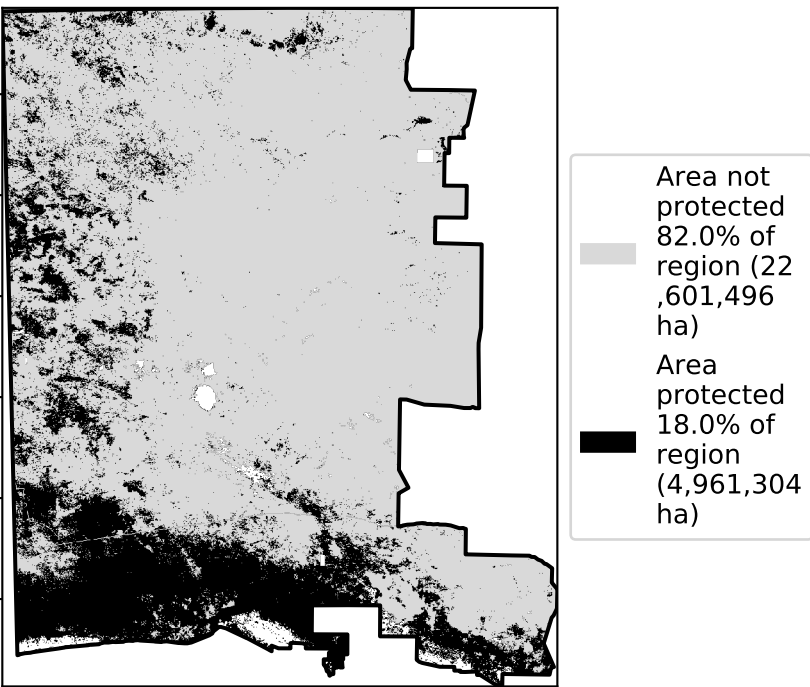 Area not
protected
82.0% of
region (22
,601,496
ha)
Area
protected
18.0% of
region
(4,961,304
ha)